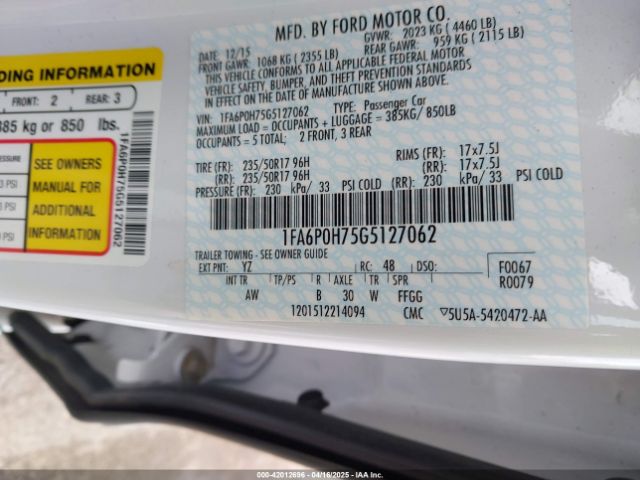 DING INFORMATION
FRONT: 2 REAR: 3
385 kg or 850 lbs.
SEE OWNERS
MANUAL FOR
ADDITIONAL
INFORMATION
PSI
PSI
PSI
1FA6P0H75G5127062
MFD. BY FORD MOTOR CO.
DATE: 12/15 GVWR: 2023 KG ( 4460 LB)
FRONT GAWR: 1068 KG ( 2355 LB) REAR GAWR: 959 KG ( 2115 LB)
THIS VEHICLE CONFORMS TO ALL APPLICABLE FEDERAL MOTOR
VEHICLE SAFETY, BUMPER, AND THEFT PREVENTION STANDARDS
IN EFFECT ON THE DATE OF MANUFACTURE SHOWN ABOVE.
VIN: 1FA6P0H75G5127062 TYPE: Passenger Car
MAXIMUM LOAD = OCCUPANTS + LUGGAGE = 385KG / 850LB
OCCUPANTS = 5 TOTAL; 2 FRONT, 3 REAR
TIRE (FR): 235/50R17 96H RIMS (FR): 17x7.5J
(RR): 235/50R17 96H (RR): 17x7.5J
PRESSURE (FR): 230 kPa/ 33 PSI COLD (RR): 230 kPa/ 33 PSI COLD
1FA6P0H75G5127062
TRAILER TOWING - SEE OWNER GUIDE
EXT PNT: YZ RC: 48 DSO: F0067
INT TR TP/PS R AXLE TR SPR R0079
AW B 30 W FFGG
1201512214094 CMC ▽5U5A-5420472-AA
000-42012696 - 04/16/2025 - IAAI.COM